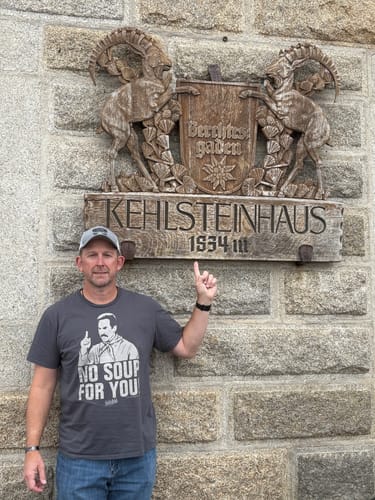 Berchtes
gaden
KEHLSTEINHAUS
1834 m
NO SOUP
FOR YOU